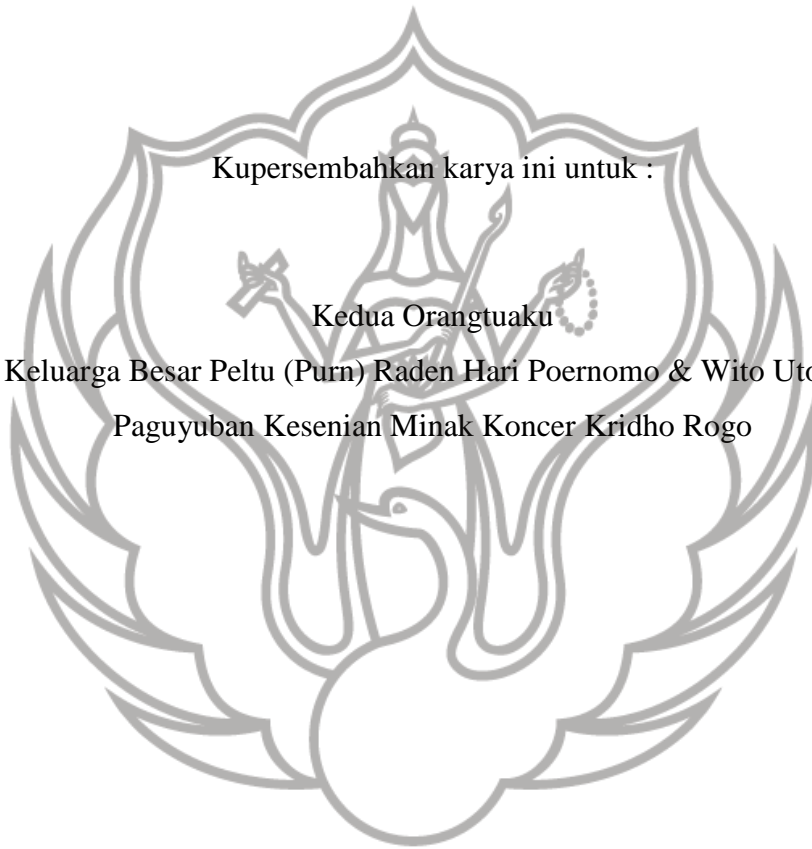 Kupersembahkan karya ini untuk :
Kedua Orangtuaku
Keluarga Besar Peltu (Purn) Raden Hari Poernomo & Wito
Paguyuban Kesenian Minak Koncer Kridho Rogo